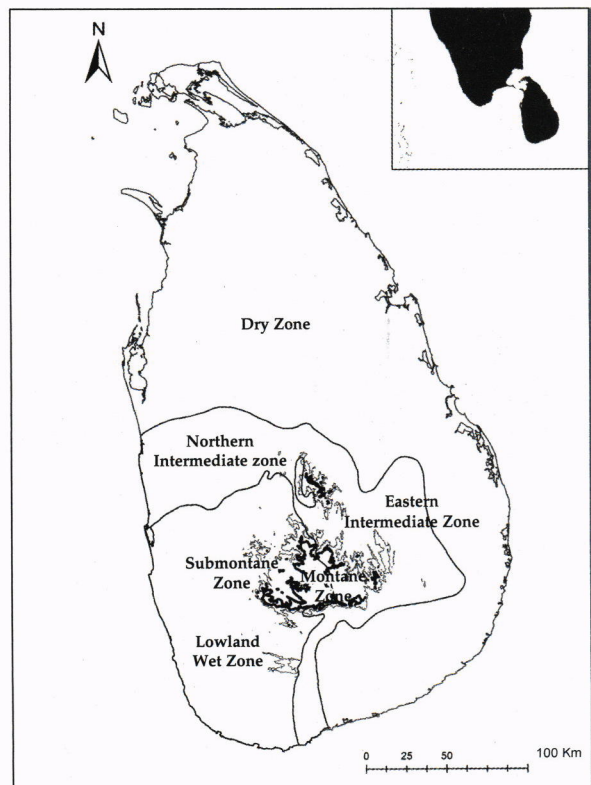 N
Dry Zone
Northern
Intermediate zone
Eastern
Intermediate Zone
Submontane
Zone
Montane
Zone
Lowland
Wet Zone
0 25 50 100 Km